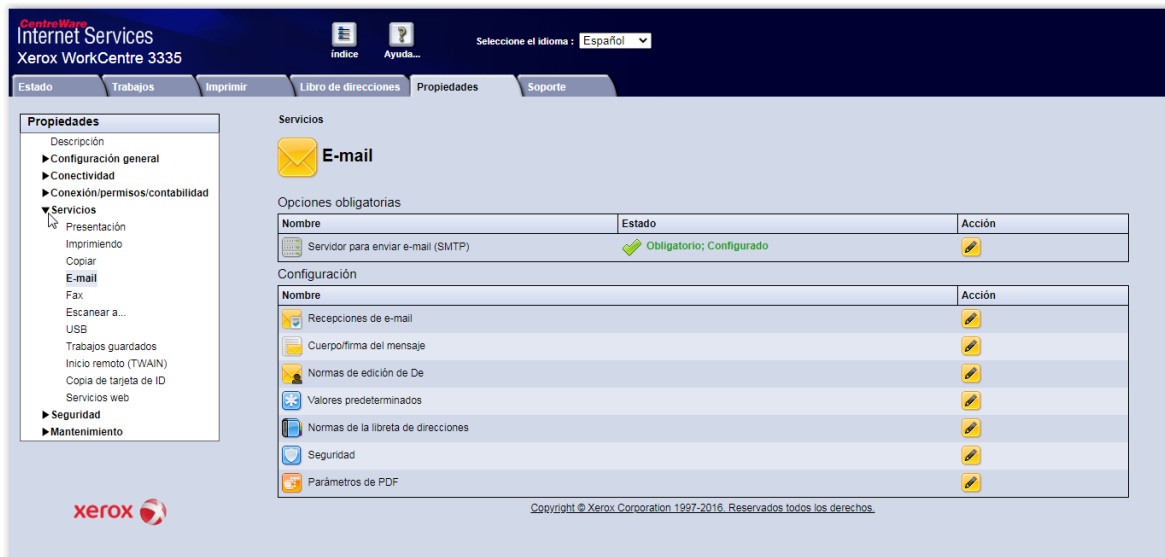 CentreWare
Internet Services
Xerox WorkCentre 3335
índice
Ayuda...
Seleccione el idioma : Español
Estado
Trabajos
Imprimir
Libro de direcciones
Propiedades
Soporte
Propiedades
Descripción
Configuración general
Conectividad
Conexión/permisos/contabilidad
Servicios
Presentación
Imprimiendo
Copiar
E-mail
Fax
Escanear a...
USB
Trabajos guardados
Inicio remoto (TWAIN)
Copia de tarjeta de ID
Servicios web
Seguridad
Mantenimiento
xerox
Servicios
E-mail
Opciones obligatorias
Nombre Estado Acción
Servidor para enviar e-mail (SMTP) Obligatorio; Configurado
Configuración
Nombre Acción
Recepciones de e-mail
Cuerpo/firma del mensaje
Normas de edición de De
Valores predeterminados
Normas de la libreta de direcciones
Seguridad
Parámetros de PDF
Copyright © Xerox Corporation 1997-2016. Reservados todos los derechos.